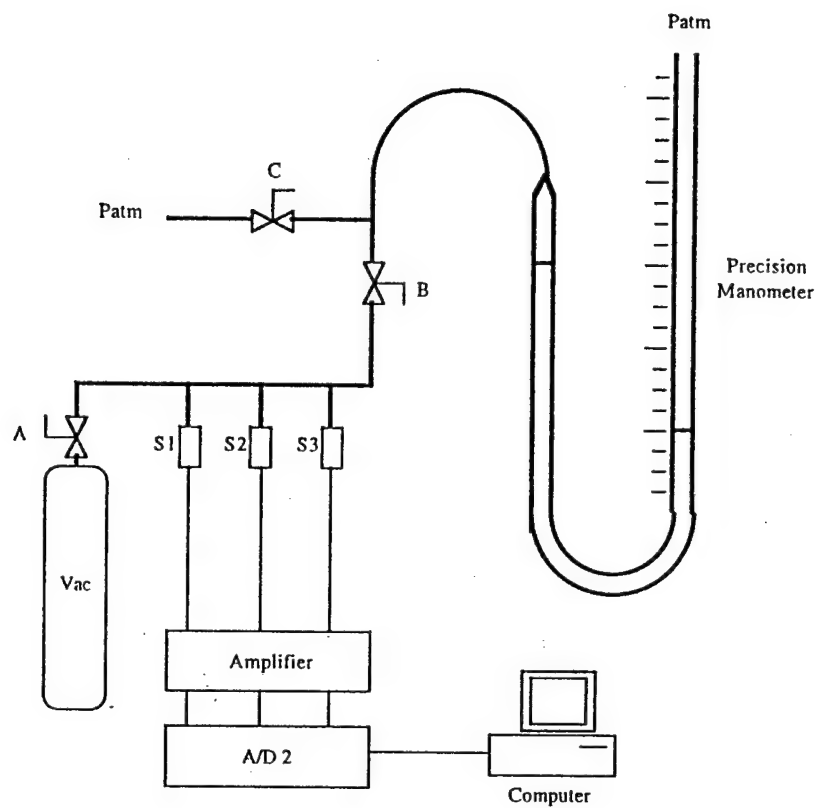 Patm
C
Patm
B
Precision
Manometer
A
S1
S2
S3
Vac
Amplifier
A/D 2
Computer